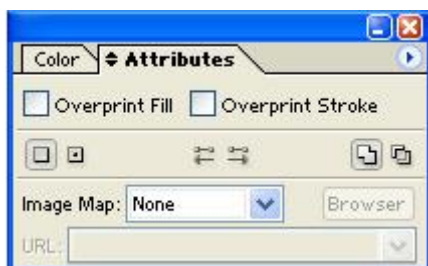 Color Attributes
Overprint Fill Overprint Stroke
Image Map: None Browser
URL: